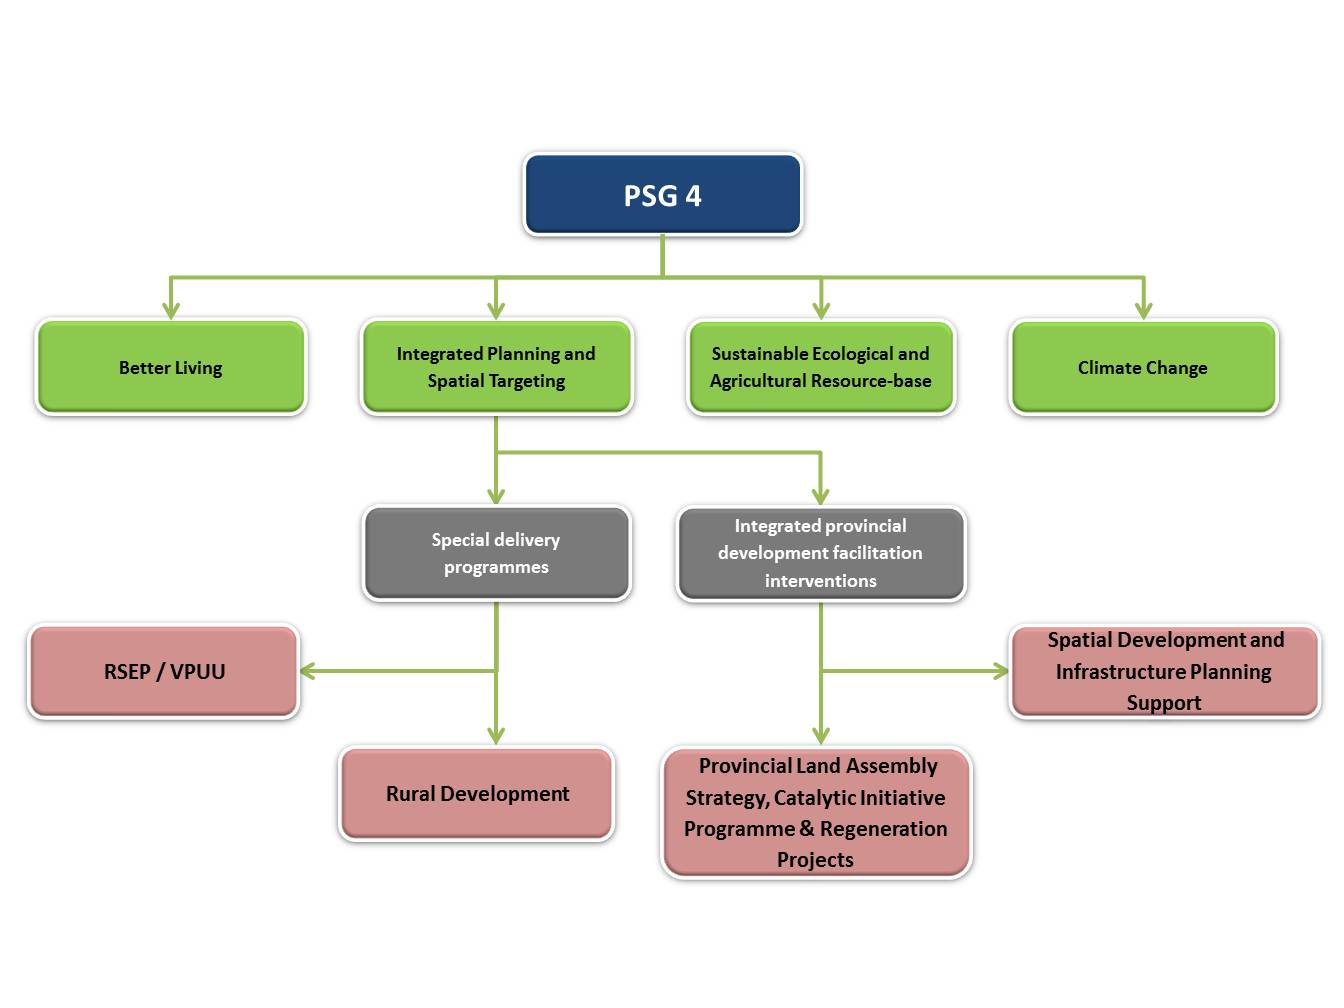 PSG 4
Better Living
Integrated Planning and
Spatial Targeting
Sustainable Ecological and
Agricultural Resource-base
Climate Change
Special delivery
programmes
Integrated provincial
development facilitation
interventions
RSEP / VPUU
Spatial Development and
Infrastructure Planning
Support
Rural Development
Provincial Land Assembly
Strategy, Catalytic Initiative
Programme & Regeneration
Projects